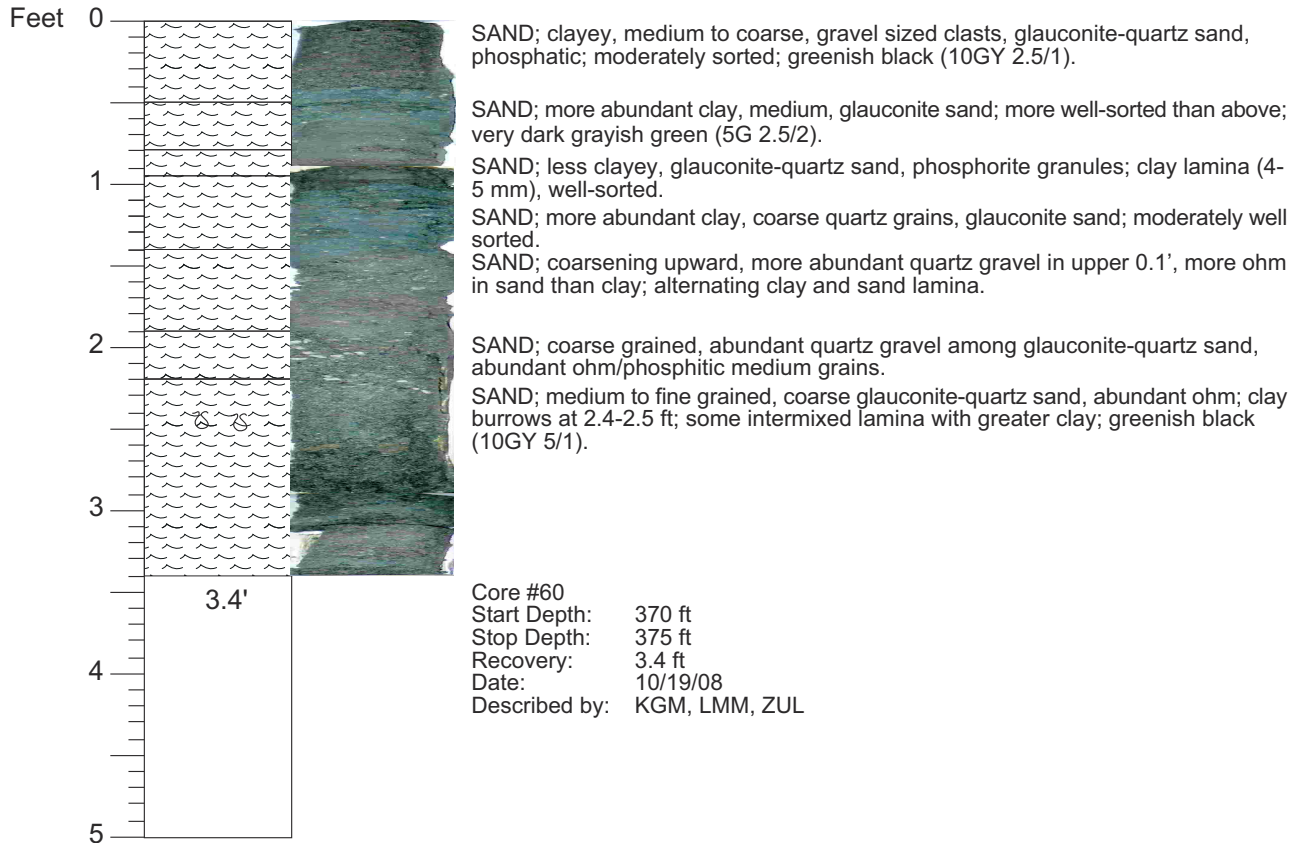 Feet 0
SAND; clayey, medium to coarse, gravel sized clasts, glauconite-quartz sand,
phosphatic; moderately sorted; greenish black (10GY 2.5/1).
SAND; more abundant clay, medium, glauconite sand; more well-sorted than above;
very dark grayish green (5G 2.5/2).
SAND; less clayey, glauconite-quartz sand, phosphorite granules; clay lamina (4-
5 mm), well-sorted.
1
SAND; more abundant clay, coarse quartz grains, glauconite sand; moderately well
sorted.
SAND; coarsening upward, more abundant quartz gravel in upper 0.1’, more ohm
in sand than clay; alternating clay and sand lamina.
2
SAND; coarse grained, abundant quartz gravel among glauconite-quartz sand,
abundant ohm/phosphitic medium grains.
SAND; medium to fine grained, coarse glauconite-quartz sand, abundant ohm; clay
burrows at 2.4-2.5 ft; some intermixed lamina with greater clay; greenish black
(10GY 5/1).
3
3.4'
Core #60
Start Depth: 370 ft
Stop Depth: 375 ft
Recovery: 3.4 ft
Date: 10/19/08
Described by: KGM, LMM, ZUL
4
5